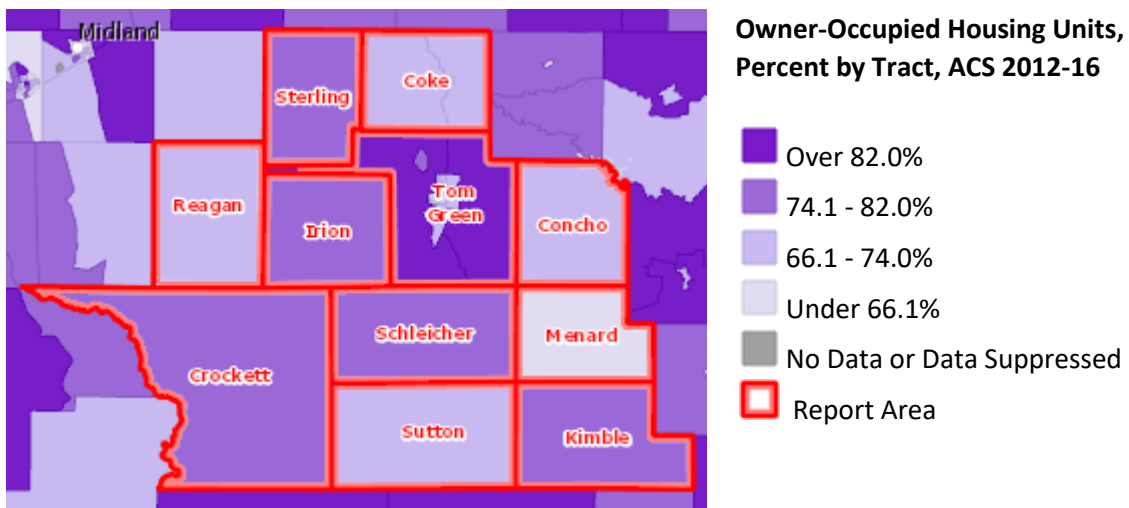 Midland
Sterling
Coke
Reagan
Irion
Tom
Green
Concho
Crockett
Schleicher
Menard
Sutton
Kimble
Owner-Occupied Housing Units,
Percent by Tract, ACS 2012-16
Over 82.0%
74.1 - 82.0%
66.1 - 74.0%
Under 66.1%
No Data or Data Suppressed
Report Area